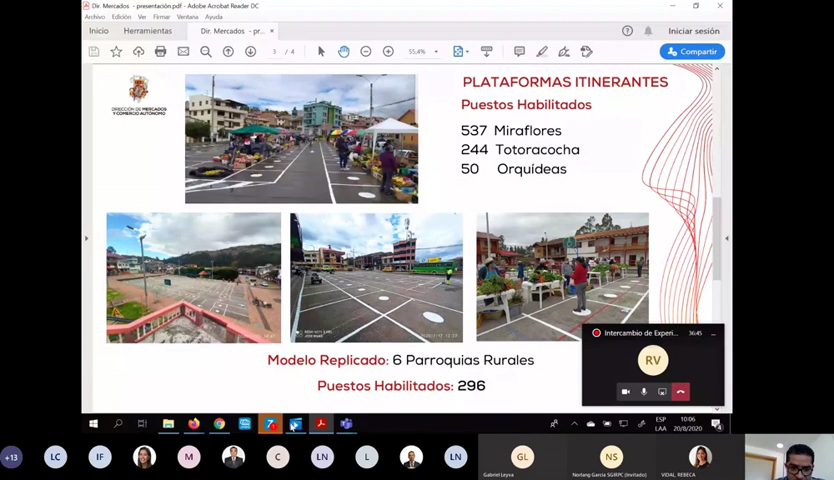 Dir. Mercados - presentación.pdf - Adobe Acrobat Reader DC
Archivo Edición Ver Firmar Ventana Ayuda
Inicio Herramientas Dir. Mercados - pr... × Iniciar sesión
3 / 4 55,4% Compartir
DIRECCIÓN DE MERCADOS
Y COMERCIO AUTÓNOMO
PLATAFORMAS ITINERANTES
Puestos Habilitados
537 Miraflores
244 Totoracocha
50 Orquídeas
Modelo Replicado: 6 Parroquias Rurales
Puestos Habilitados: 296
Intercambio de Experi... 36:45
RV
ESP
LAA
10:06
20/8/2020
+13 LC IF M C LN L LN GL NS
Gabriel Leyva
Norlang Garcia SGIRPC (Invitado)
VIDAL, REBECA